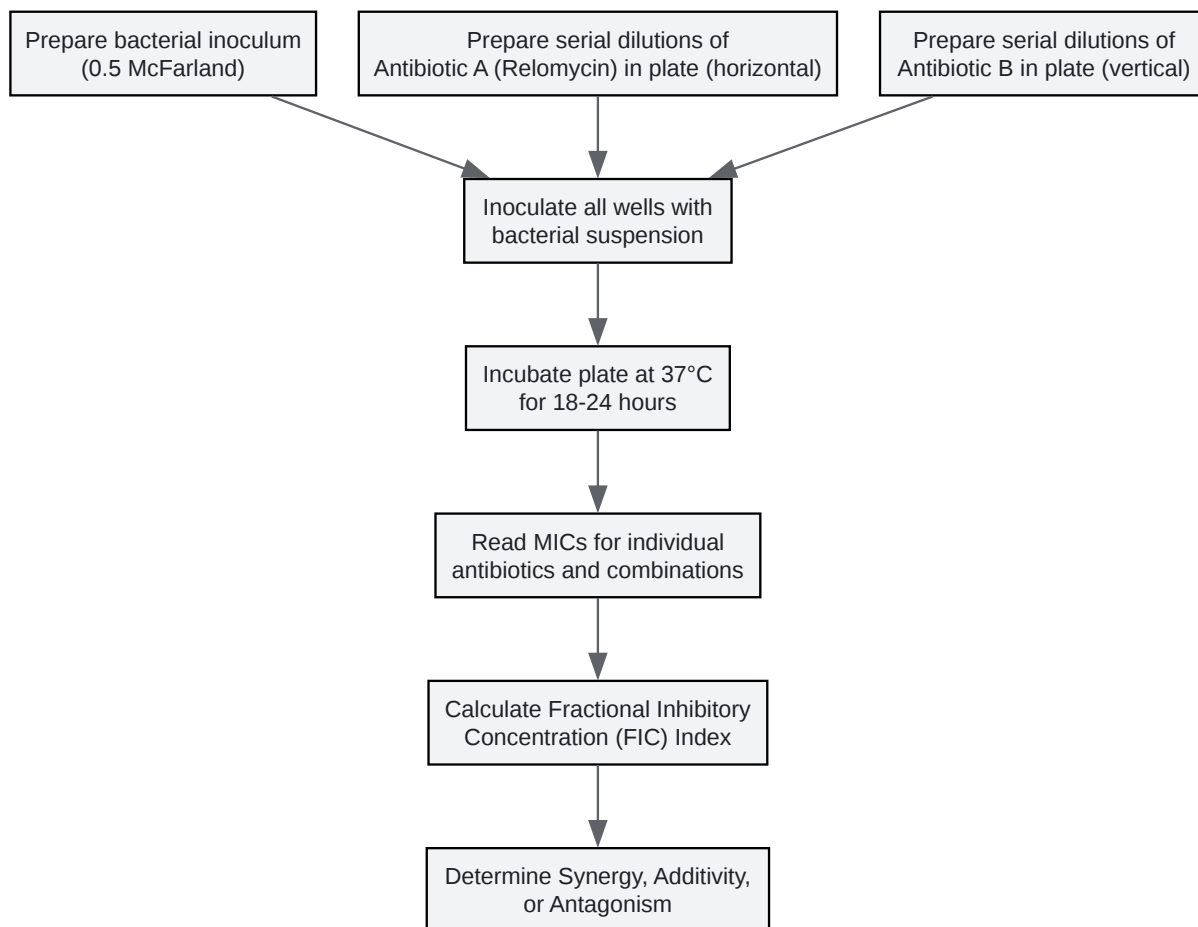 Prepare bacterial inoculum
(0.5 McFarland)
Prepare serial dilutions of
Antibiotic A (Relomycin) in plate (horizontal)
Prepare serial dilutions of
Antibiotic B in plate (vertical)
Inoculate all wells with
bacterial suspension
Incubate plate at 37°C
for 18-24 hours
Read MICs for individual
antibiotics and combinations
Calculate Fractional Inhibitory
Concentration (FIC) Index
Determine Synergy, Additivity,
or Antagonism